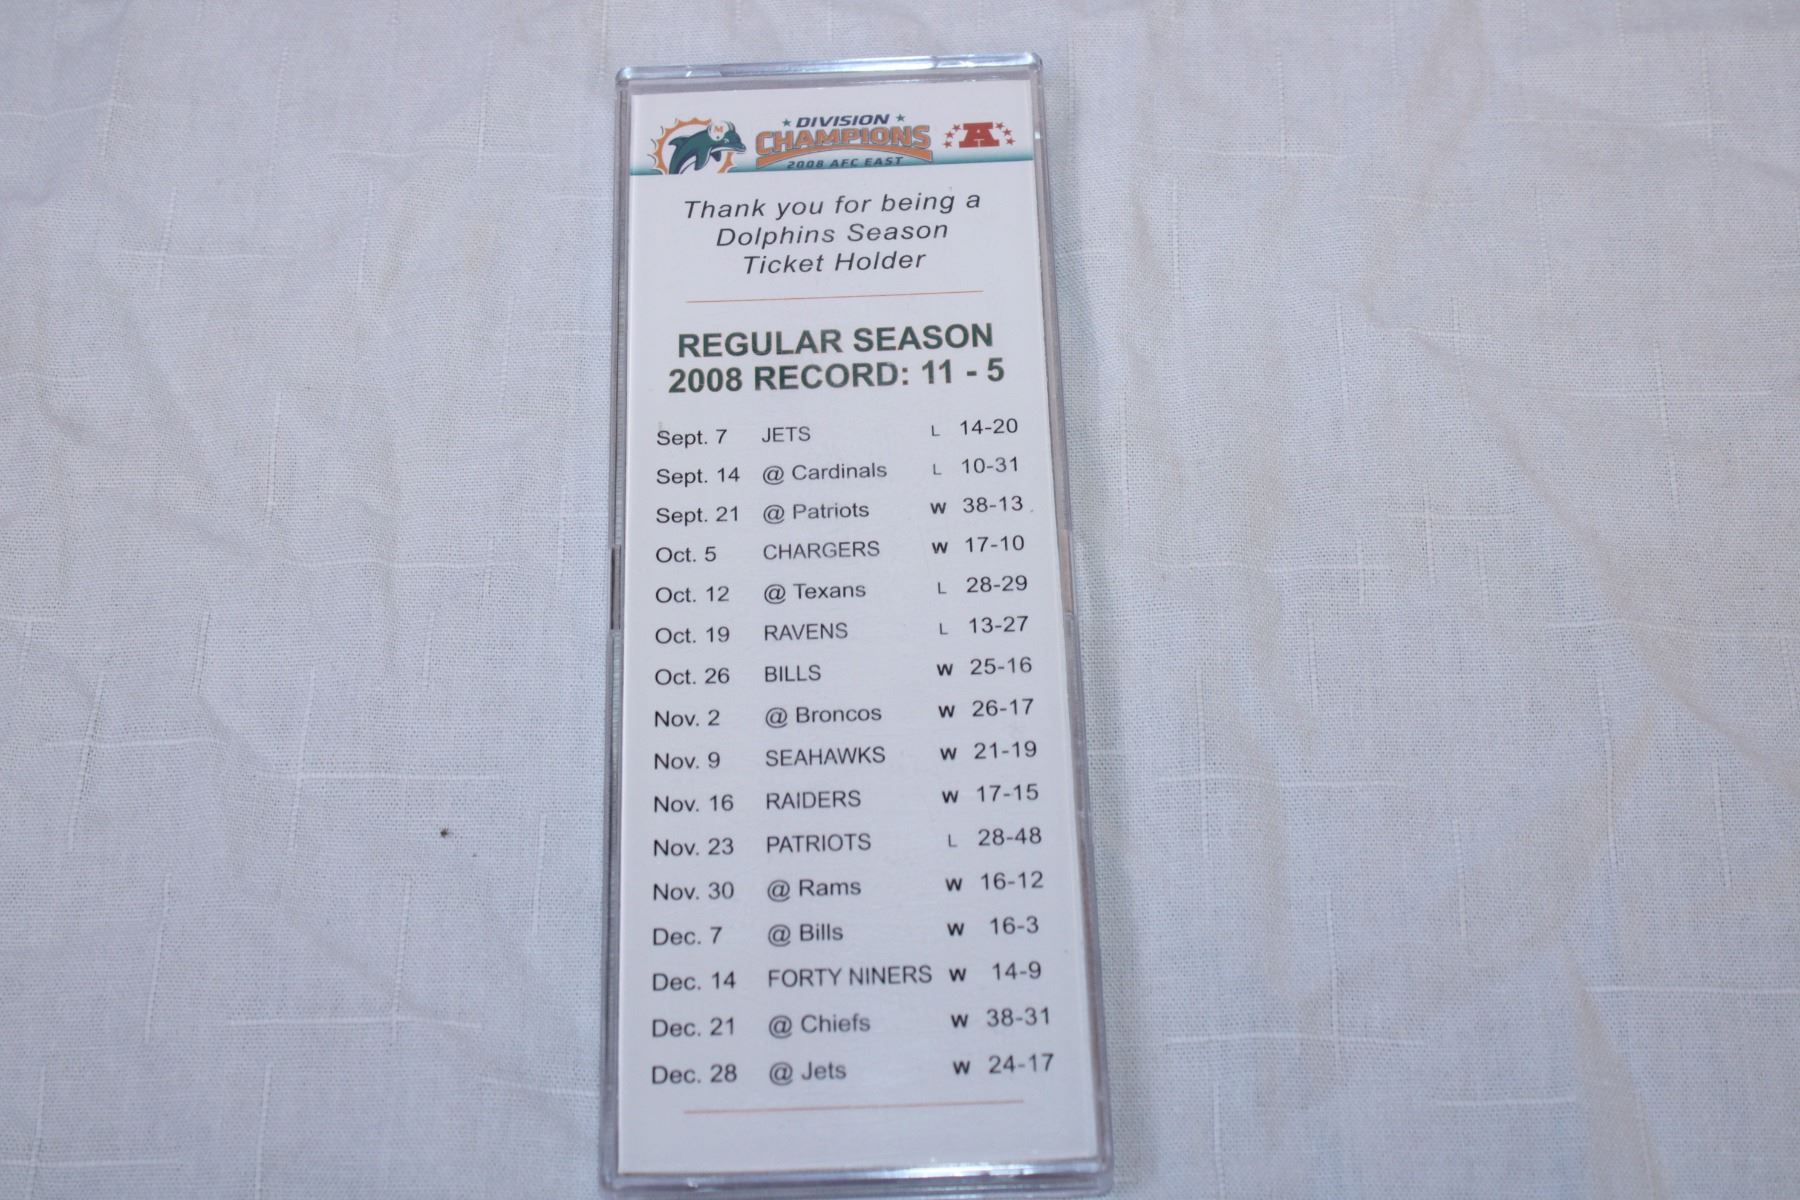 DIVISION
CHAMPIONS
2008 AFC EAST
M
A
Thank you for being a
Dolphins Season
Ticket Holder
REGULAR SEASON
2008 RECORD: 11 - 5
Sept. 7 JETS L 14-20
Sept. 14 @ Cardinals L 10-31
Sept. 21 @ Patriots W 38-13
Oct. 5 CHARGERS W 17-10
Oct. 12 @ Texans L 28-29
Oct. 19 RAVENS L 13-27
Oct. 26 BILLS W 25-16
Nov. 2 @ Broncos W 26-17
Nov. 9 SEAHAWKS W 21-19
Nov. 16 RAIDERS W 17-15
Nov. 23 PATRIOTS L 28-48
Nov. 30 @ Rams W 16-12
Dec. 7 @ Bills W 16-3
Dec. 14 FORTY NINERS W 14-9
Dec. 21 @ Chiefs W 38-31
Dec. 28 @ Jets W 24-17